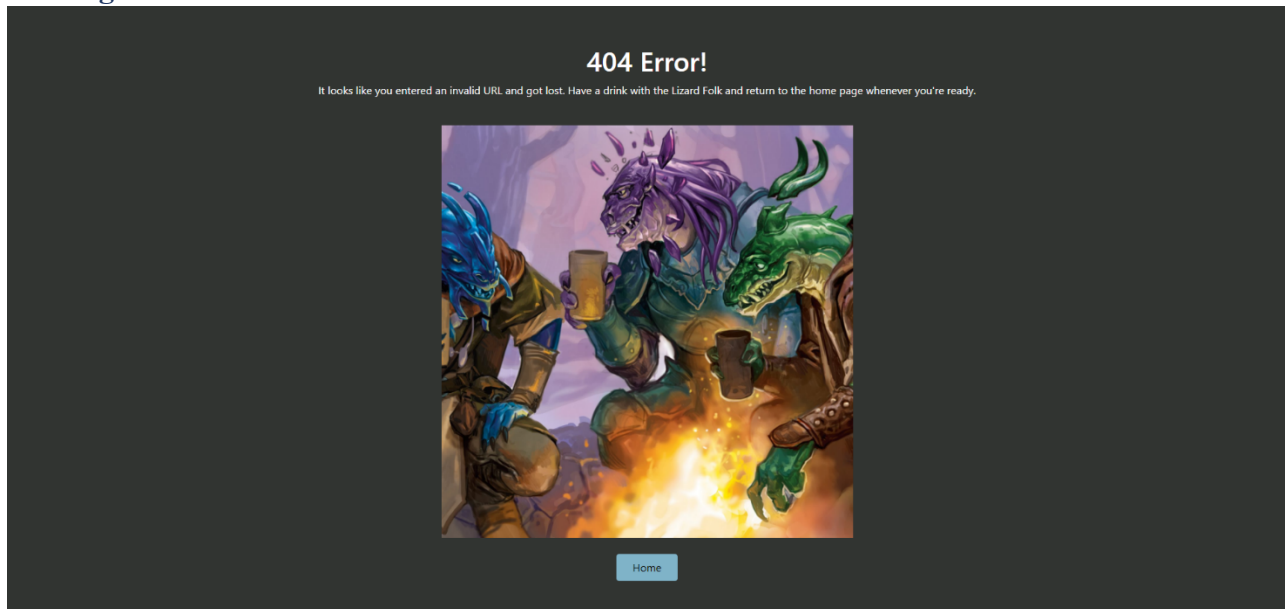 404 Error!
It looks like you entered an invalid URL and got lost. Have a drink with the Lizard Folk and return to the home page whenever you're ready.
Home